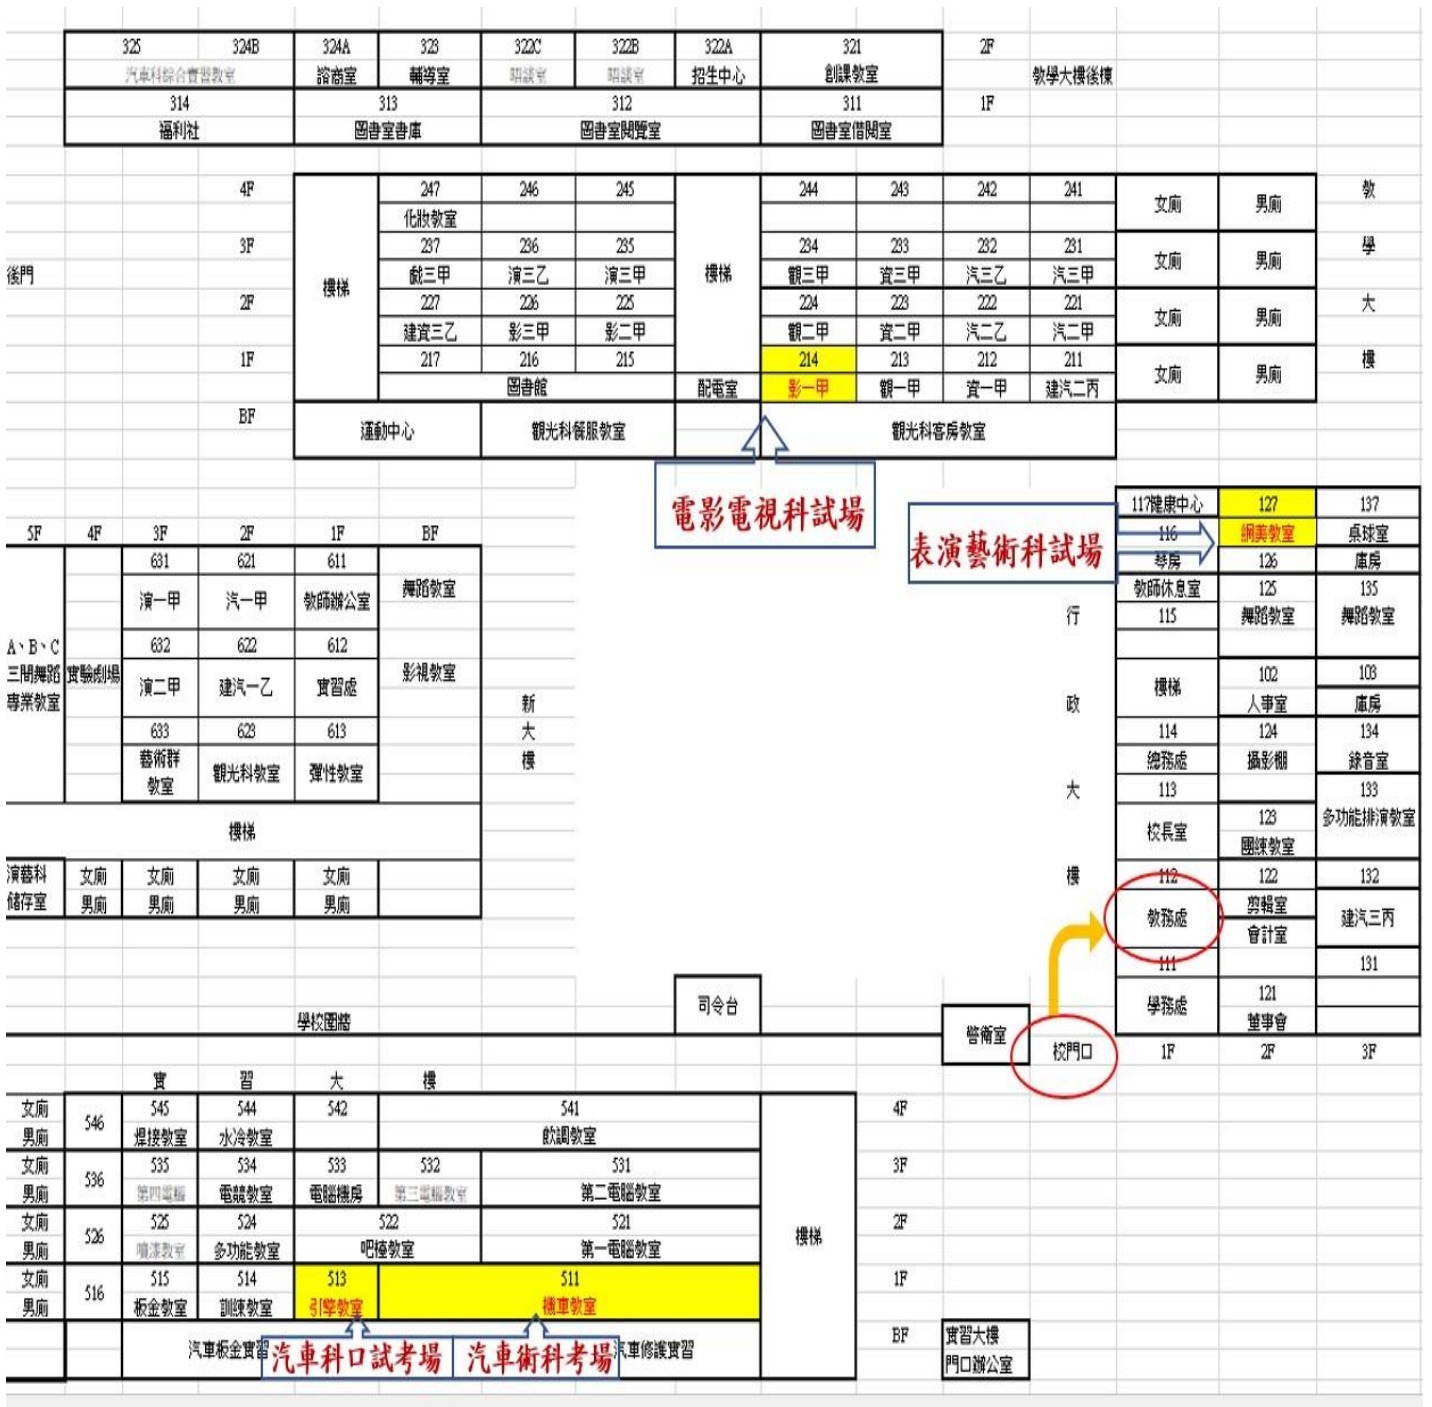 325 324B 324A 323 322C 322B 322A 321 2F
汽車科綜合實習教室 諮商室 輔導室 晤談室 晤談室 招生中心 創課教室 教學大樓後棟
314 313 312 311 1F
福利社 圖書室書庫 圖書室閱覽室 圖書室借閱室
4F 247 246 245 244 243 242 241 女廁 男廁 教
化妝教室
3F 237 236 235 234 233 232 231 女廁 男廁 學
後門 樓梯 戲三甲 演三乙 演三甲 樓梯 觀三甲 資三甲 汽三乙 汽三甲
2F 227 226 225 224 223 222 221 女廁 男廁 大
建資三乙 影三甲 影二甲 觀二甲 資二甲 汽二乙 汽二甲
1F 217 216 215 214 213 212 211 女廁 男廁 樓
圖書館 配電室 影一甲 觀一甲 資一甲 建汽二丙
BF 運動中心 觀光科餐服教室 觀光科客房教室
電影電視科試場
表演藝術科試場
117健康中心 127 137
116 網美教室 桌球室
琴房 126 庫房
教師休息室 125 135
115 舞蹈教室 舞蹈教室
樓梯 102 103
人事室 庫房
114 124 134
總務處 攝影棚 錄音室
113 133
校長室 123 多功能排演教室
團練教室
112 122 132
教務處 剪輯室 建汽三丙
會計室
111 131
學務處 121
董事會
1F 2F 3F
行
政
大
樓
5F 4F 3F 2F 1F BF
631 621 611
演一甲 汽一甲 教師辦公室 舞蹈教室
A、B、C 632 622 612
三間舞蹈 實驗劇場 演二甲 建汽一乙 實習處 影視教室
專業教室
633 623 613
藝術群 觀光科教室 彈性教室
教室
新
大
樓
樓梯
演藝科 女廁 女廁 女廁 女廁
儲存室 男廁 男廁 男廁 男廁
司令台
學校圍牆
警衛室 校門口
實 習 大 樓
女廁 546 545 544 542 541 4F
男廁 焊接教室 水冷教室 飲調教室
女廁 536 535 534 533 532 531 3F
男廁 第四電腦 電競教室 電腦機房 第三電腦教室 第二電腦教室
女廁 526 525 524 522 521 樓梯 2F
男廁 噴漆教室 多功能教室 吧檯教室 第一電腦教室
女廁 516 515 514 513 511 1F
男廁 板金教室 訓練教室 引擎教室 機車教室
汽車板金實習 汽車修護實習 BF 實習大樓
門口辦公室
汽車科口試考場 汽車術科考場